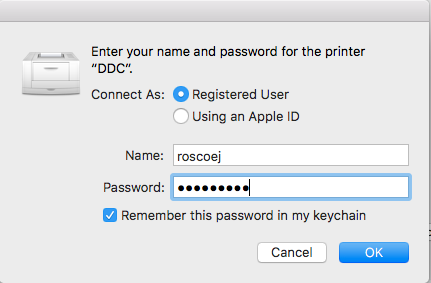 Enter your name and password for the printer
“DDC”.
Connect As: Registered User
Using an Apple ID
Name: roscoej
Password: ●●●●●●●●●
Remember this password in my keychain
Cancel OK